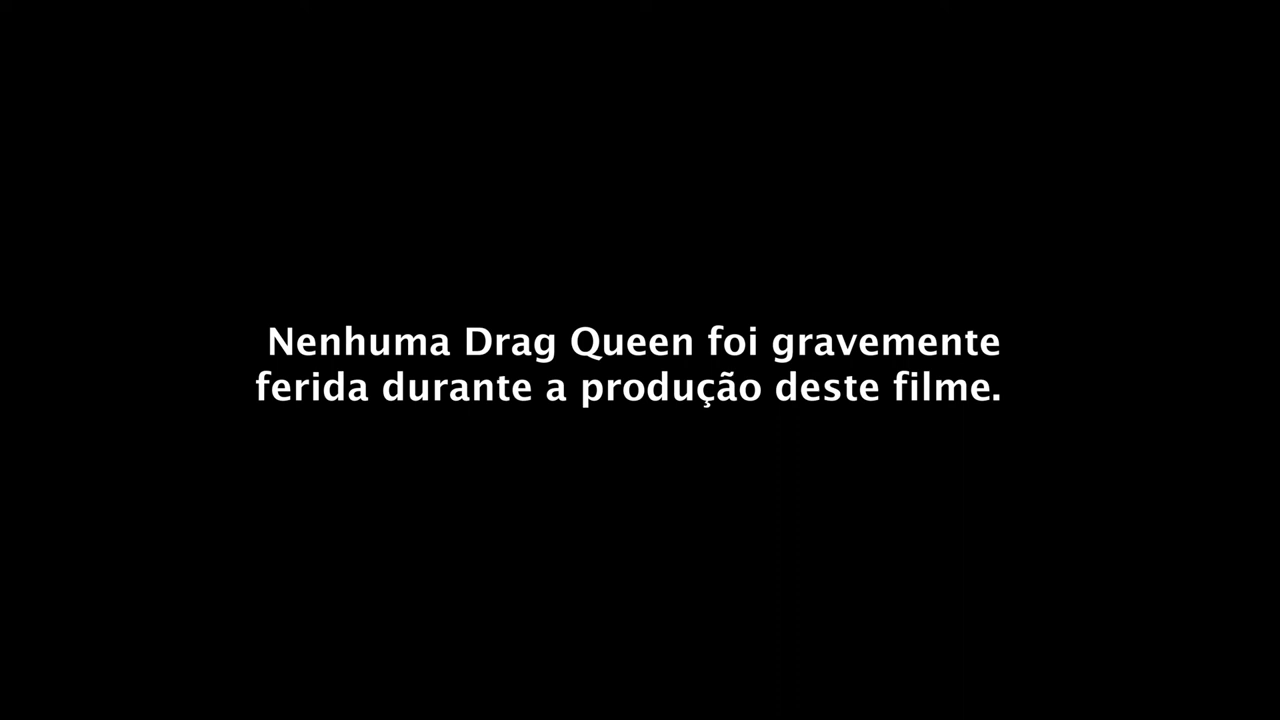 Nenhuma Drag Queen foi gravemente
ferida durante a produção deste filme.